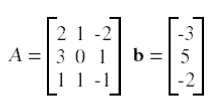 A = [2 1 -2
3 0 1
1 1 -1] b = [-3
5
-2]